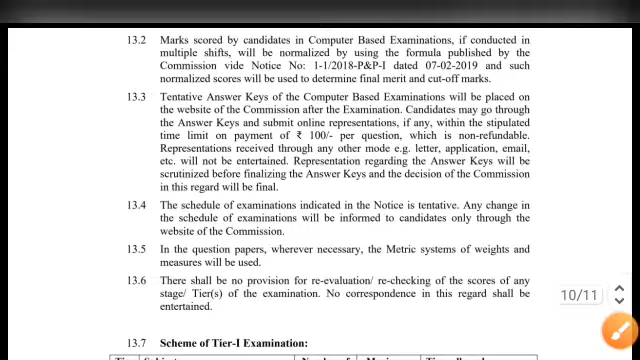 13.2 Marks scored by candidates in Computer Based Examinations, if conducted in
multiple shifts, will be normalized by using the formula published by the
Commission vide Notice No: 1-1/2018-P&P-I dated 07-02-2019 and such
normalized scores will be used to determine final merit and cut-off marks.
13.3 Tentative Answer Keys of the Computer Based Examinations will be placed on
the website of the Commission after the Examination. Candidates may go through
the Answer Keys and submit online representations, if any, within the stipulated
time limit on payment of ₹ 100/- per question, which is non-refundable.
Representations received through any other mode e.g. letter, application, email,
etc. will not be entertained. Representation regarding the Answer Keys will be
scrutinized before finalizing the Answer Keys and the decision of the Commission
in this regard will be final.
13.4 The schedule of examinations indicated in the Notice is tentative. Any change in
the schedule of examinations will be informed to candidates only through the
website of the Commission.
13.5 In the question papers, wherever necessary, the Metric systems of weights and
measures will be used.
13.6 There shall be no provision for re-evaluation/ re-checking of the scores of any
stage/ Tier(s) of the examination. No correspondence in this regard shall be
entertained.
10/11
13.7 Scheme of Tier-I Examination: